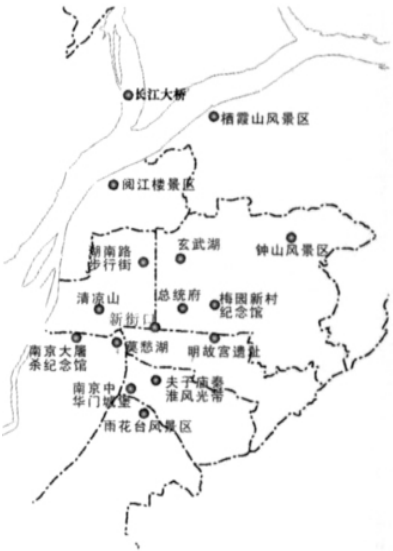 长江大桥
栖霞山风景区
阅江楼景区
湖南路
步行街
玄武湖
钟山风景区
清凉山
总统府
梅园新村
纪念馆
新街口
南京大屠
杀纪念馆
莫愁湖
明故宫遗址
南京中
华门城堡
夫子庙秦
淮风光带
雨花台风景区